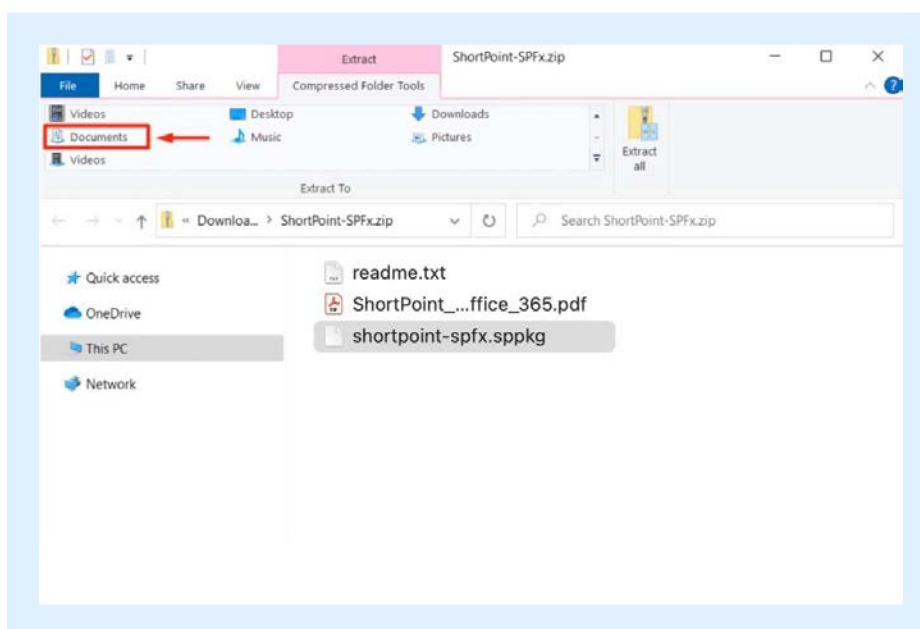 Extract
ShortPoint-SPFx.zip
File Home Share View Compressed Folder Tools
Videos Desktop Downloads
Documents Music Pictures
Videos
Extract all
Extract To
« Downloa... > ShortPoint-SPFx.zip
Search ShortPoint-SPFx.zip
Quick access
OneDrive
This PC
Network
readme.txt
ShortPoint_...ffice_365.pdf
shortpoint-spfx.sppkg